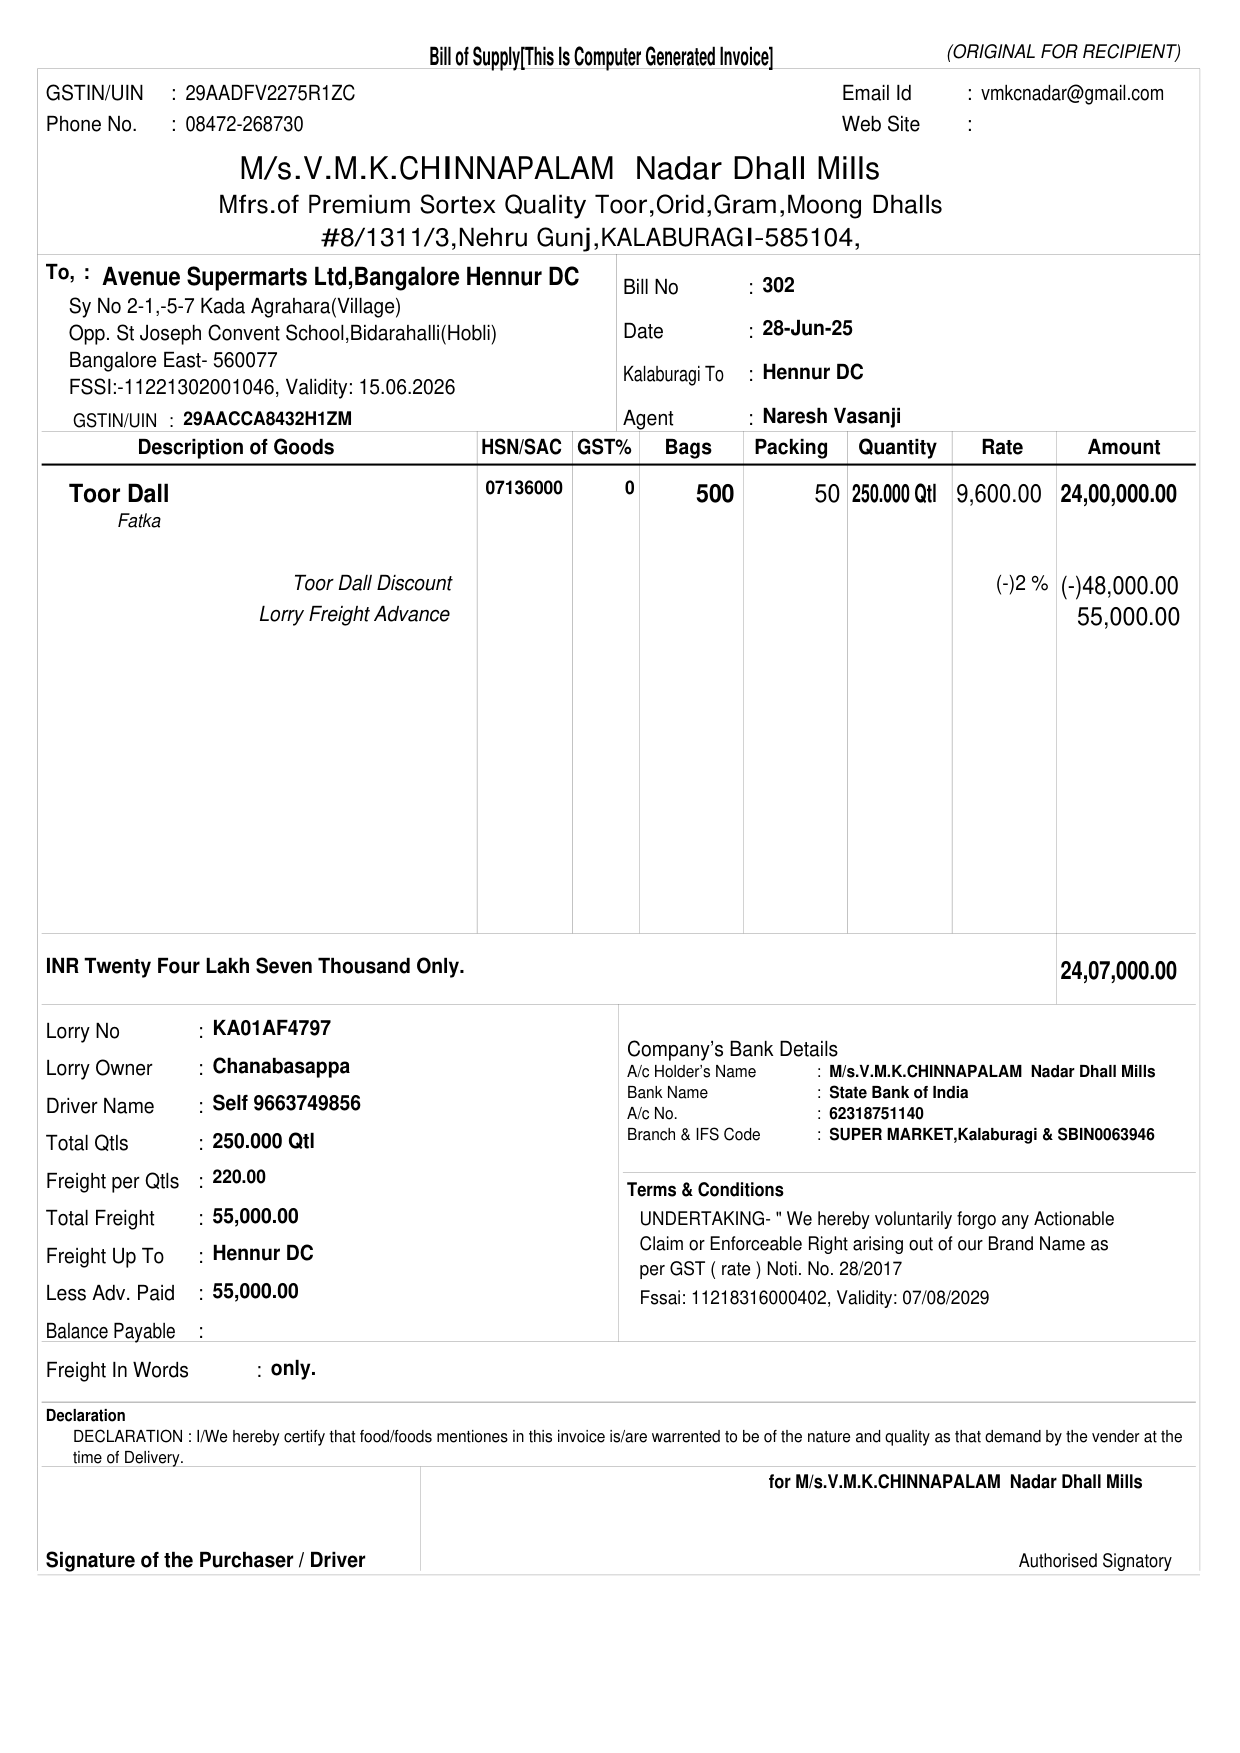 Bill of Supply[This Is Computer Generated Invoice]
(ORIGINAL FOR RECIPIENT)
GSTIN/UIN : 29AADFV2275R1ZC Email Id : vmkcnadar@gmail.com
Phone No. : 08472-268730 Web Site :
M/s.V.M.K.CHINNAPALAM Nadar Dhall Mills
Mfrs.of Premium Sortex Quality Toor,Orid,Gram,Moong Dhalls
#8/1311/3,Nehru Gunj,KALABURAGI-585104,
To, : Avenue Supermarts Ltd,Bangalore Hennur DC
Sy No 2-1,-5-7 Kada Agrahara(Village)
Opp. St Joseph Convent School,Bidarahalli(Hobli)
Bangalore East- 560077
FSSI:-11221302001046, Validity: 15.06.2026
GSTIN/UIN : 29AACCA8432H1ZM
Bill No : 302
Date : 28-Jun-25
Kalaburagi To : Hennur DC
Agent : Naresh Vasanji
Description of Goods HSN/SAC GST% Bags Packing Quantity Rate Amount
Toor Dall 07136000 0 500 50 250.000 Qtl 9,600.00 24,00,000.00
Fatka
Toor Dall Discount (-)2 % (-)48,000.00
Lorry Freight Advance 55,000.00
INR Twenty Four Lakh Seven Thousand Only. 24,07,000.00
Lorry No : KA01AF4797
Lorry Owner : Chanabasappa
Driver Name : Self 9663749856
Total Qtls : 250.000 Qtl
Freight per Qtls : 220.00
Total Freight : 55,000.00
Freight Up To : Hennur DC
Less Adv. Paid : 55,000.00
Balance Payable :
Company's Bank Details
A/c Holder's Name : M/s.V.M.K.CHINNAPALAM Nadar Dhall Mills
Bank Name : State Bank of India
A/c No. : 62318751140
Branch & IFS Code : SUPER MARKET,Kalaburagi & SBIN0063946
Terms & Conditions
UNDERTAKING- " We hereby voluntarily forgo any Actionable
Claim or Enforceable Right arising out of our Brand Name as
per GST ( rate ) Noti. No. 28/2017
Fssai: 11218316000402, Validity: 07/08/2029
Freight In Words : only.
Declaration
DECLARATION : I/We hereby certify that food/foods mentiones in this invoice is/are warrented to be of the nature and quality as that demand by the vender at the
time of Delivery.
for M/s.V.M.K.CHINNAPALAM Nadar Dhall Mills
Signature of the Purchaser / Driver Authorised Signatory